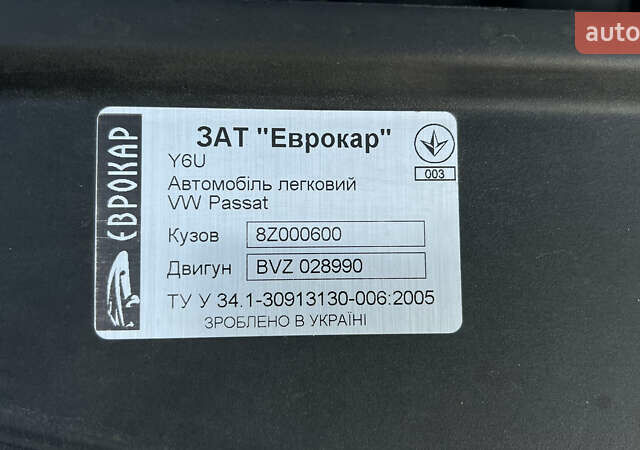 auto
ЗАТ "Еврокар"
Y6U
003
Автомобіль легковий
VW Passat
Кузов 8Z000600
Двигун BVZ 028990
ТУ У 34.1-30913130-006:2005
ЗРОБЛЕНО В УКРАЇНІ
ЄВРОКАР